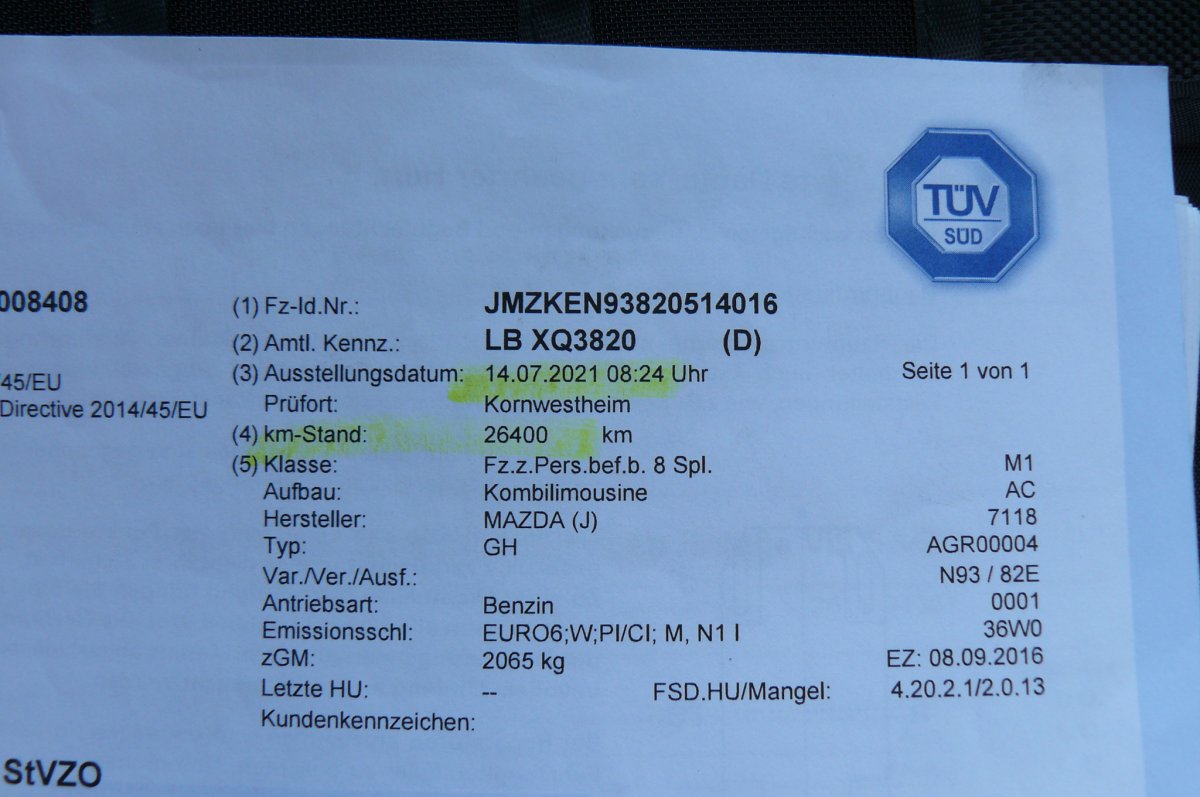 TÜV
SÜD
008408
(1) Fz-Id.Nr.: JMZKEN93820514016
(2) Amtl. Kennz.: LB XQ3820 (D)
(3) Ausstellungsdatum: 14.07.2021 08:24 Uhr Seite 1 von 1
/45/EU
Prüfort: Kornwestheim
Directive 2014/45/EU
(4) km-Stand: 26400 km
(5) Klasse: Fz.z.Pers.bef.b. 8 Spl. M1
Aufbau: Kombilimousine AC
Hersteller: MAZDA (J) 7118
Typ: GH AGR00004
Var./Ver./Ausf.: N93 / 82E
Antriebsart: Benzin 0001
Emissionsschl: EURO6;W;PI/CI; M, N1 I 36W0
zGM: 2065 kg EZ: 08.09.2016
Letzte HU: -- FSD.HU/Mangel: 4.20.2.1/2.0.13
Kundenkennzeichen:
StVZO